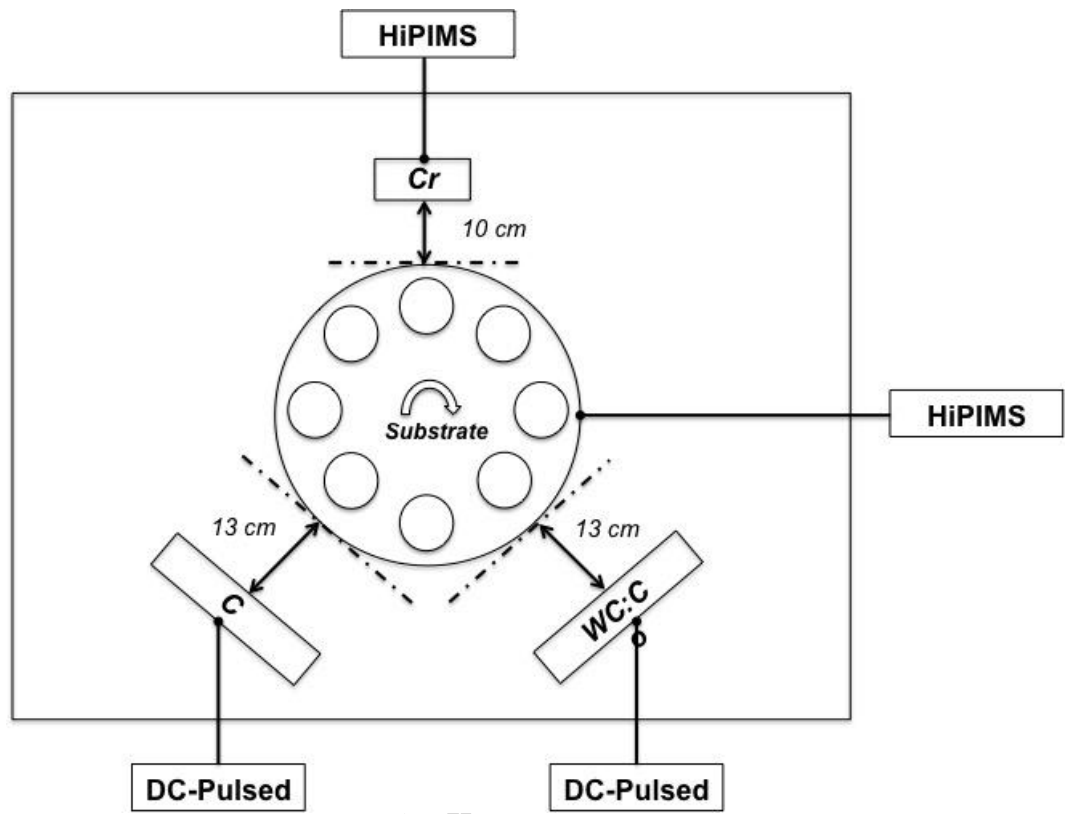 HiPIMS
Cr
10 cm
Substrate
HiPIMS
13 cm
13 cm
C
WC:C
o
DC-Pulsed
DC-Pulsed